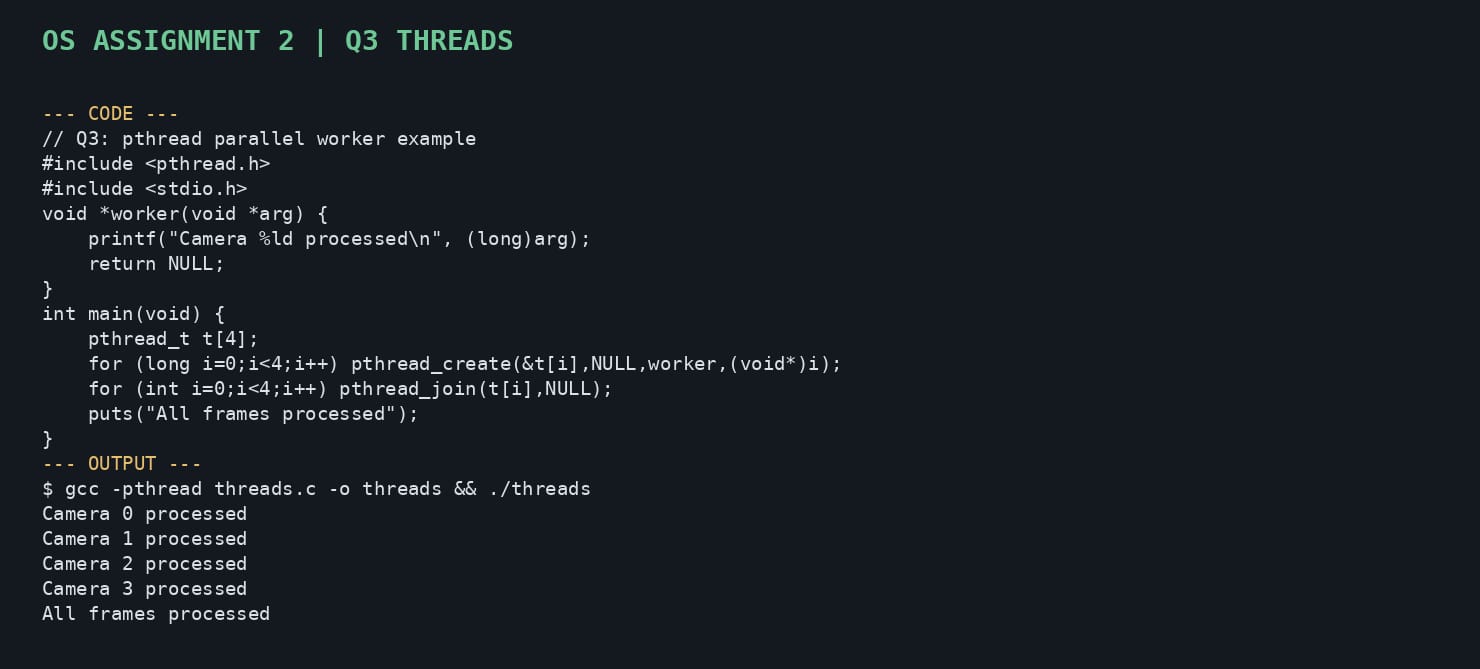 OS ASSIGNMENT 2 | Q3 THREADS
--- CODE ---
// Q3: pthread parallel worker example
#include <pthread.h>
#include <stdio.h>
void *worker(void *arg) {
    printf("Camera %ld processed\n", (long)arg);
    return NULL;
}
int main(void) {
    pthread_t t[4];
    for (long i=0;i<4;i++) pthread_create(&t[i],NULL,worker,(void*)i);
    for (int i=0;i<4;i++) pthread_join(t[i],NULL);
    puts("All frames processed");
}
--- OUTPUT ---
$ gcc -pthread threads.c -o threads && ./threads
Camera 0 processed
Camera 1 processed
Camera 2 processed
Camera 3 processed
All frames processed